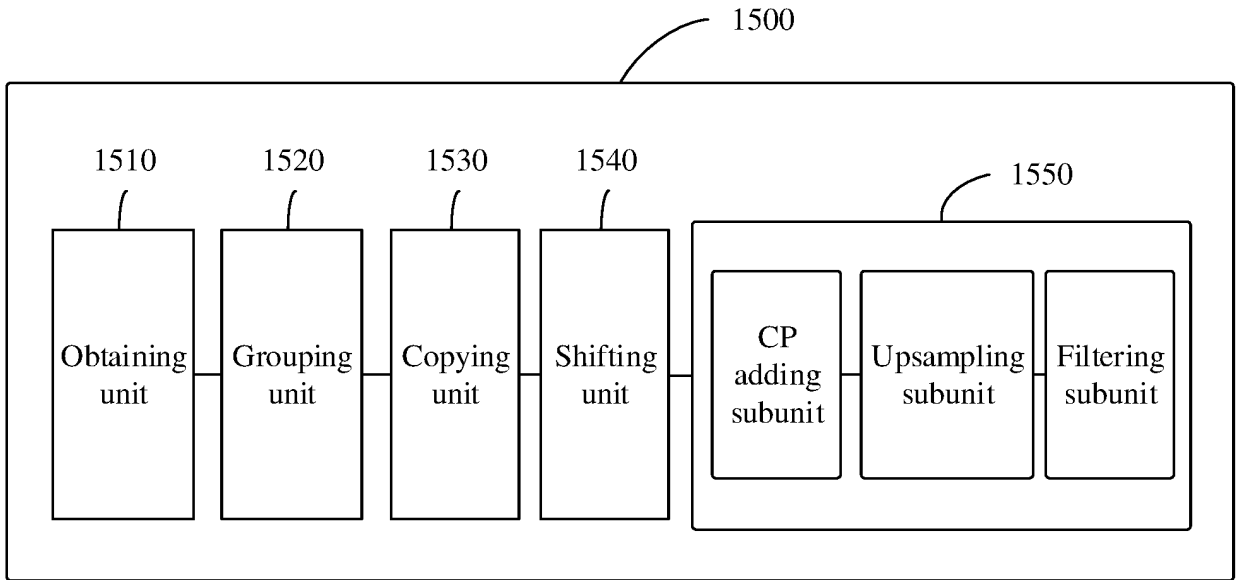 1500
1510
1520
1530
1540
1550
Obtaining
unit
Grouping
unit
Copying
unit
Shifting
unit
CP
adding
subunit
Upsampling
subunit
Filtering
subunit